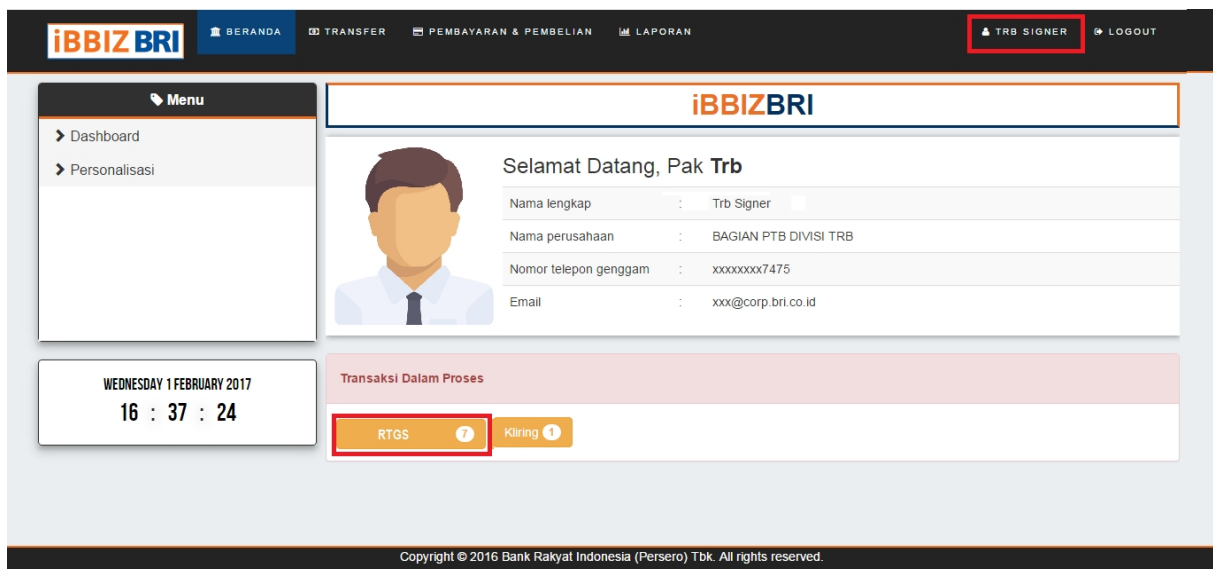 iBBIZ BRI
BERANDA
TRANSFER
PEMBAYARAN & PEMBELIAN
LAPORAN
TRB SIGNER
LOGOUT
Menu
Dashboard
Personalisasi
iBBIZBRI
Selamat Datang, Pak Trb
Nama lengkap : Trb Signer
Nama perusahaan : BAGIAN PTB DIVISI TRB
Nomor telepon genggam : xxxxxxxx7475
Email : xxx@corp.bri.co.id
WEDNESDAY 1 FEBRUARY 2017
16 : 37 : 24
Transaksi Dalam Proses
RTGS 7
Kliring 1
Copyright © 2016 Bank Rakyat Indonesia (Persero) Tbk. All rights reserved.